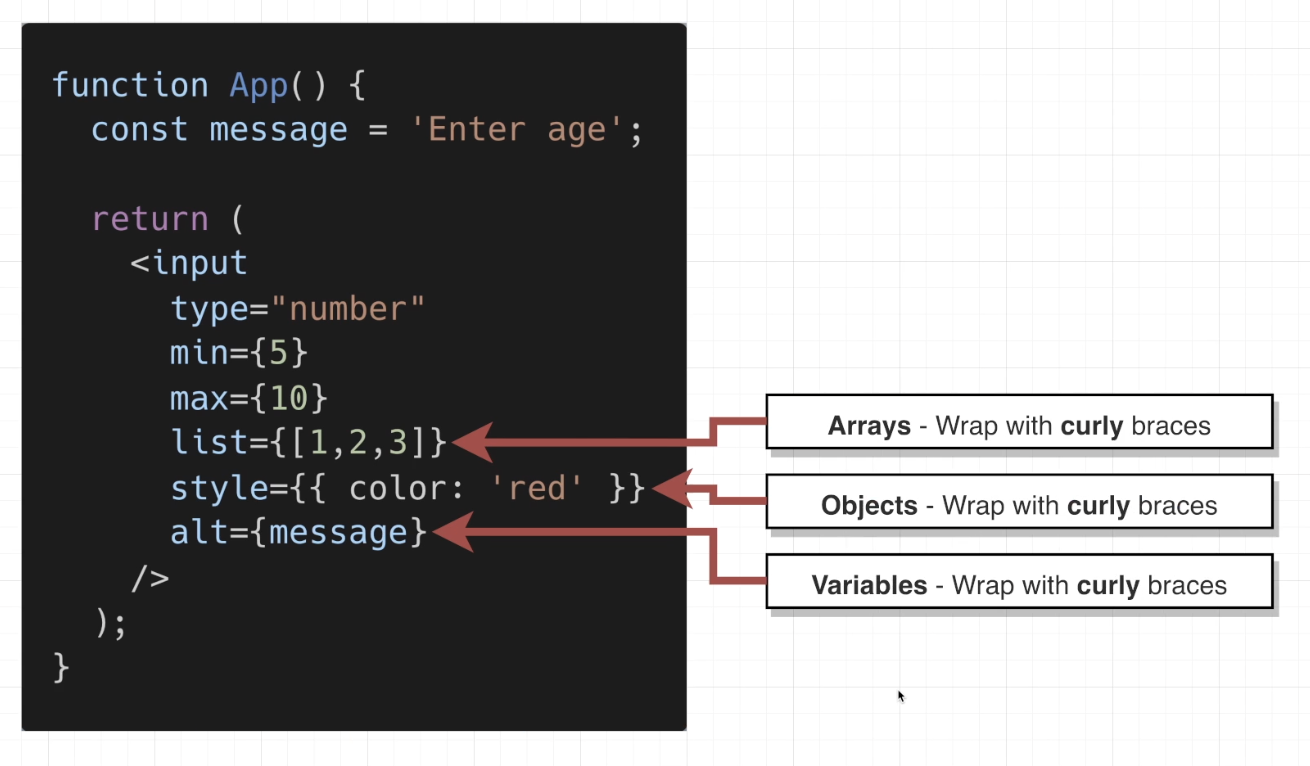 function App() {
const message = 'Enter age';
return (
<input
type="number"
min={5}
max={10}
list={[1,2,3]}
style={{ color: 'red' }}
alt={message}
/>
);
}
Arrays - Wrap with curly braces
Objects - Wrap with curly braces
Variables - Wrap with curly braces